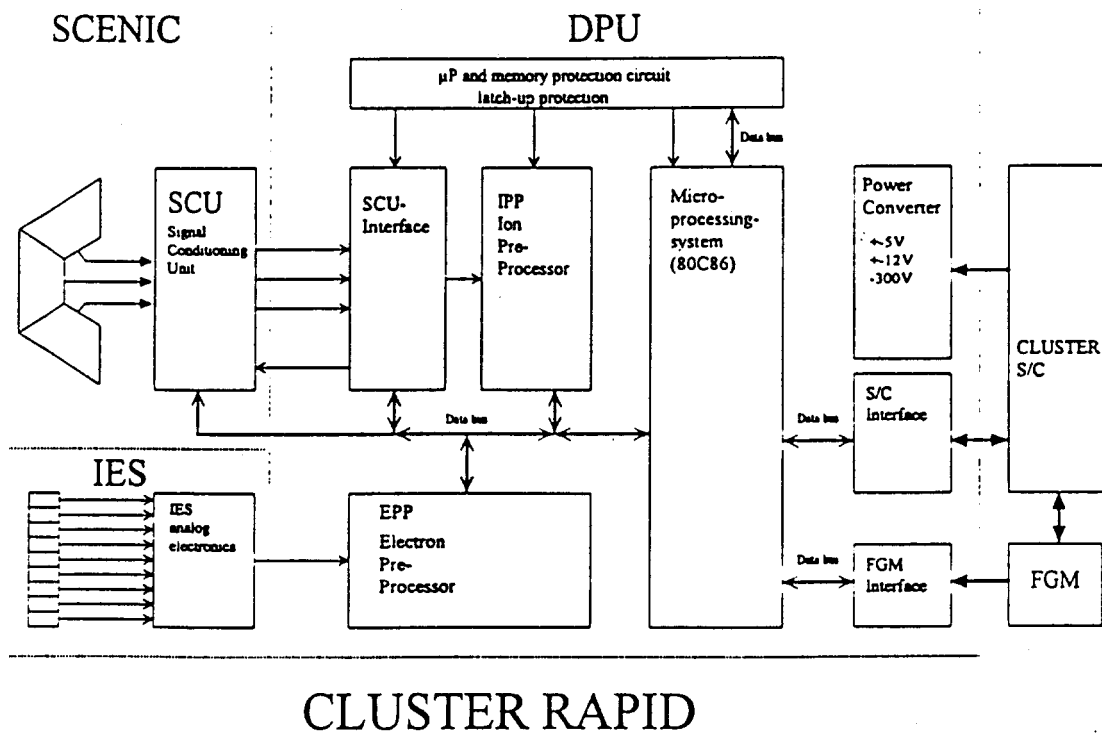 SCENIC
DPU
µP and memory protection circuit
latch-up protection
Data bus
SCU
Signal
Conditioning
Unit
SCU-
Interface
IPP
Ion
Pre-
Processor
Micro-
processing-
system
(80C86)
Power
Converter
+-5V
+-12V
-300V
CLUSTER
S/C
Data bus
S/C
Interface
Data bus
IES
IES
analog
electronics
EPP
Electron
Pre-
Processor
Data bus
FGM
Interface
FGM
CLUSTER RAPID